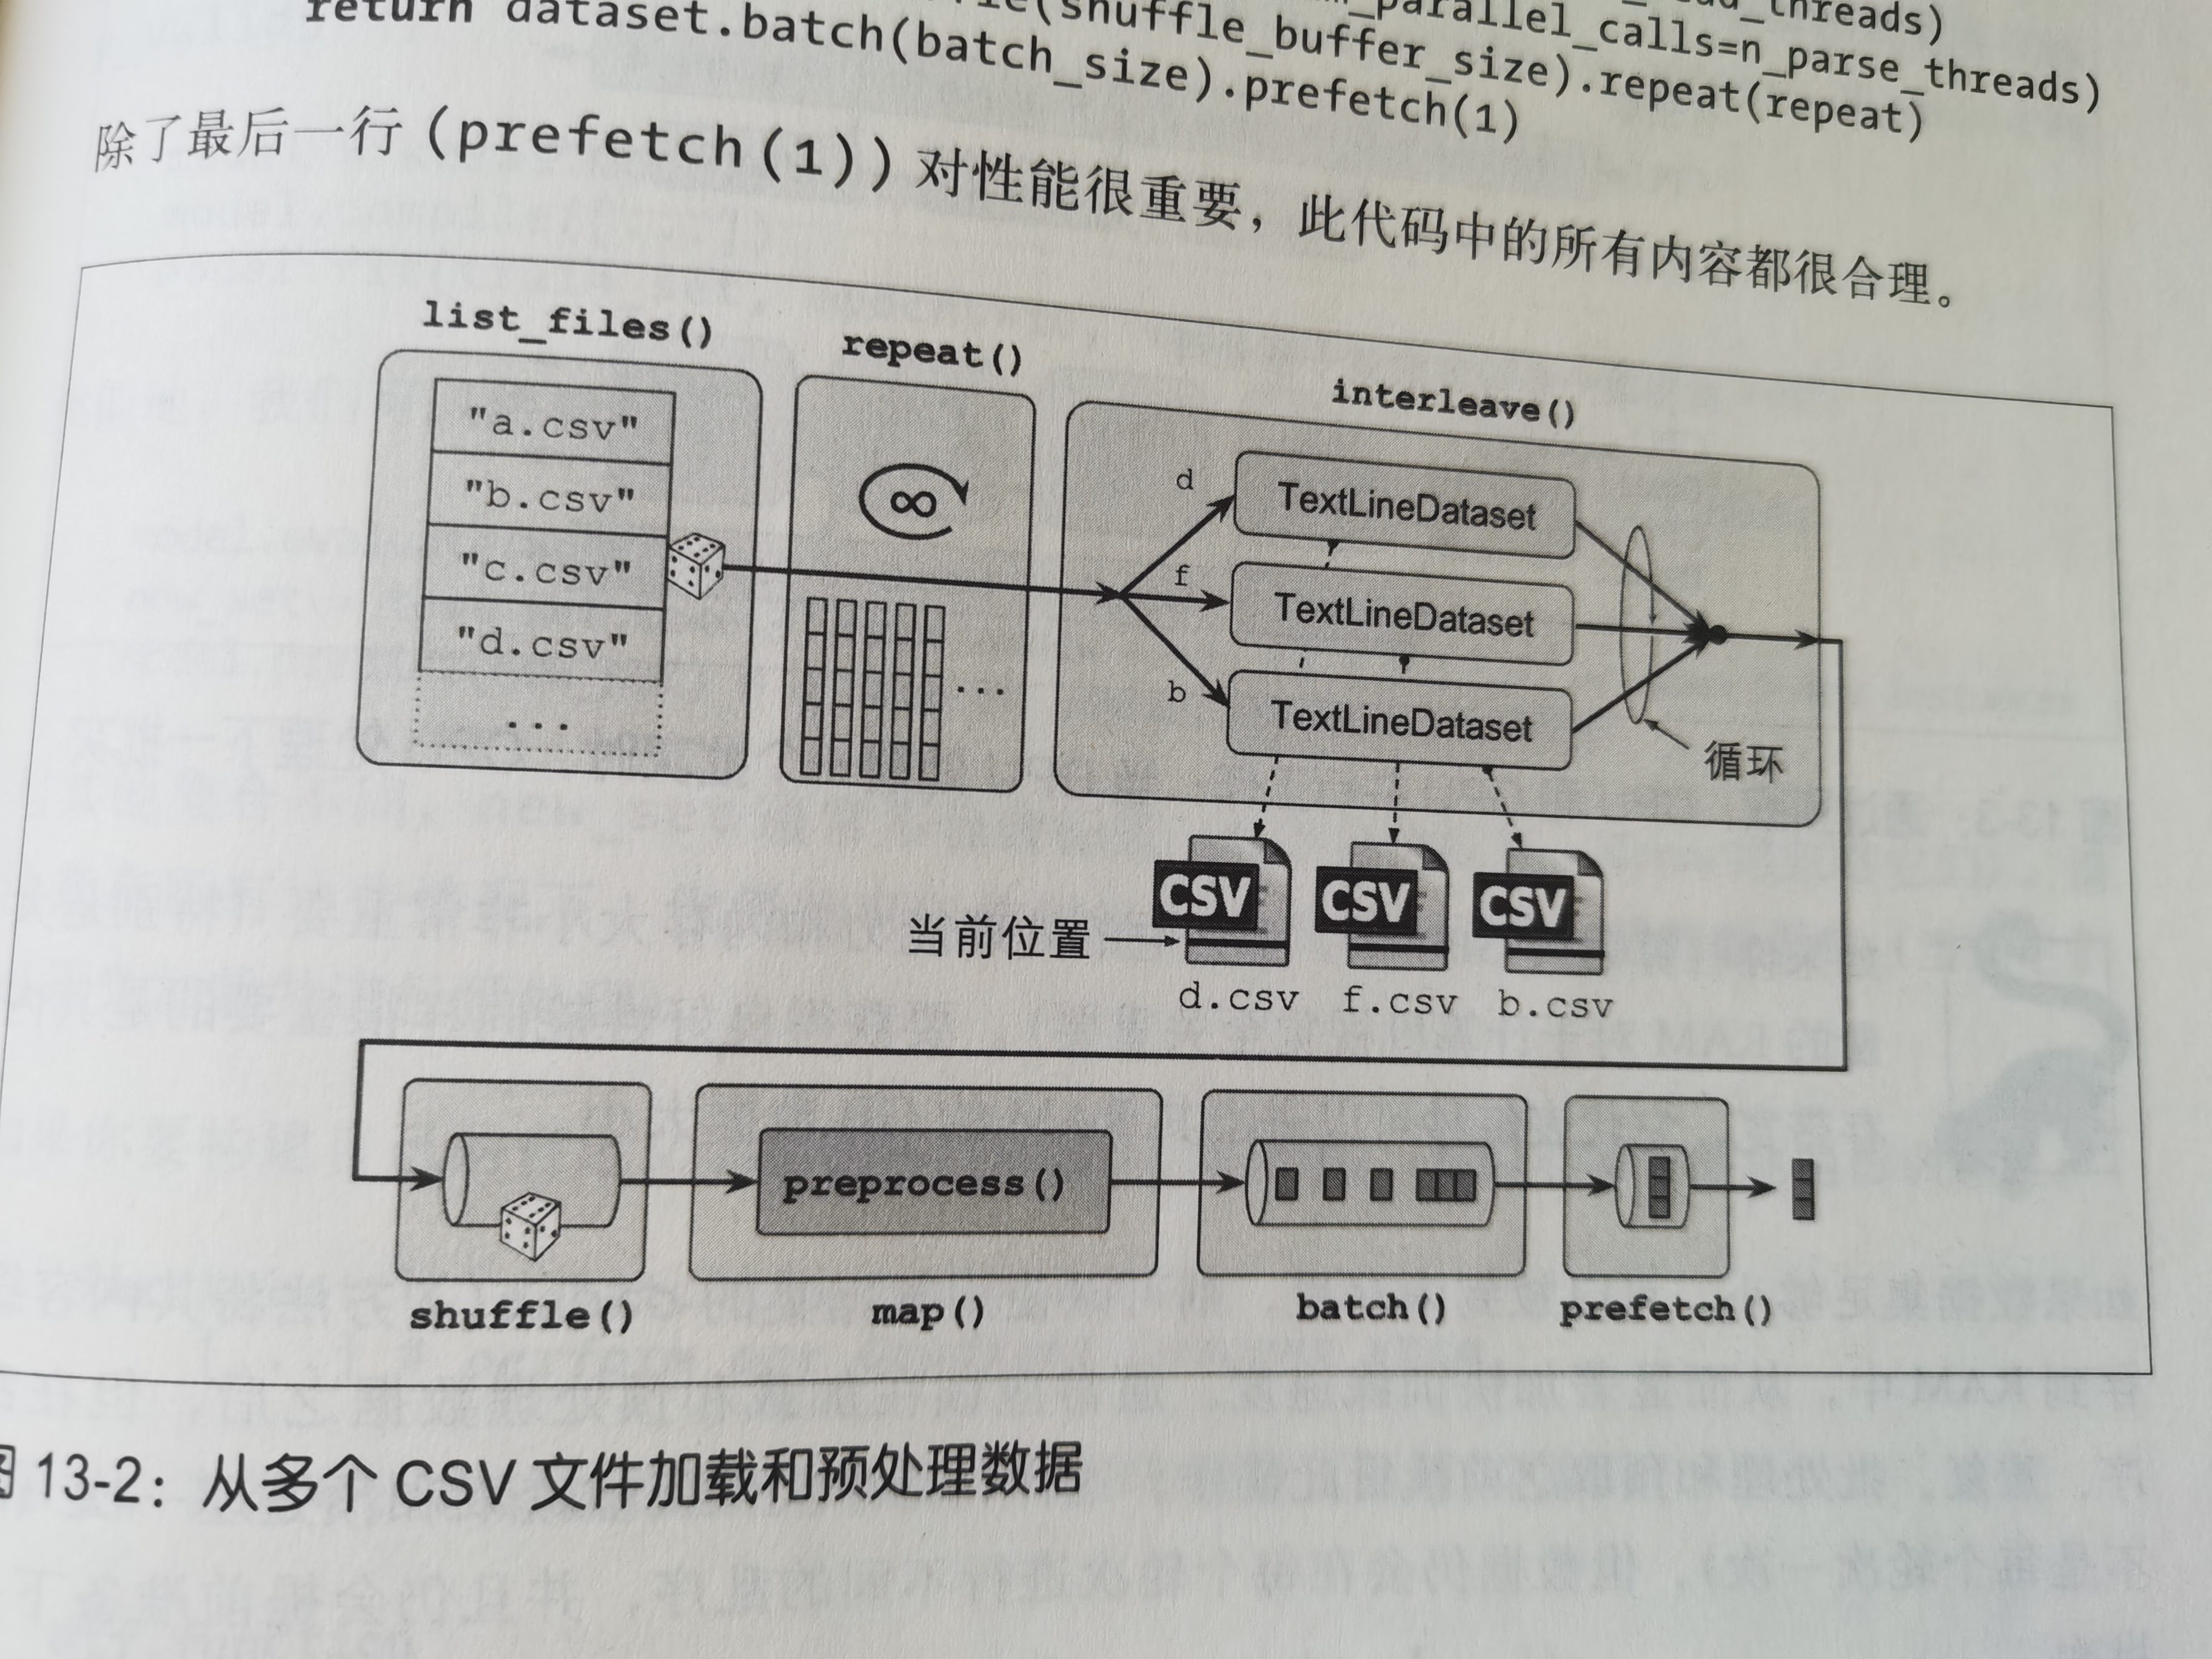 _threads)
_parallel_calls=n_parse_threads)
(shuffle_buffer_size).repeat(repeat)
return dataset.batch(batch_size).prefetch(1)
除了最后一行 (prefetch(1)) 对性能很重要，此代码中的所有内容都很合理。
list_files()
repeat()
interleave()
"a.csv"
"b.csv"
"c.csv"
"d.csv"
...
∞
...
d
f
b
TextLineDataset
TextLineDataset
TextLineDataset
循环
当前位置
CSV
CSV
CSV
d.csv
f.csv
b.csv
preprocess()
shuffle()
map()
batch()
prefetch()
图 13-2：从多个 CSV 文件加载和预处理数据